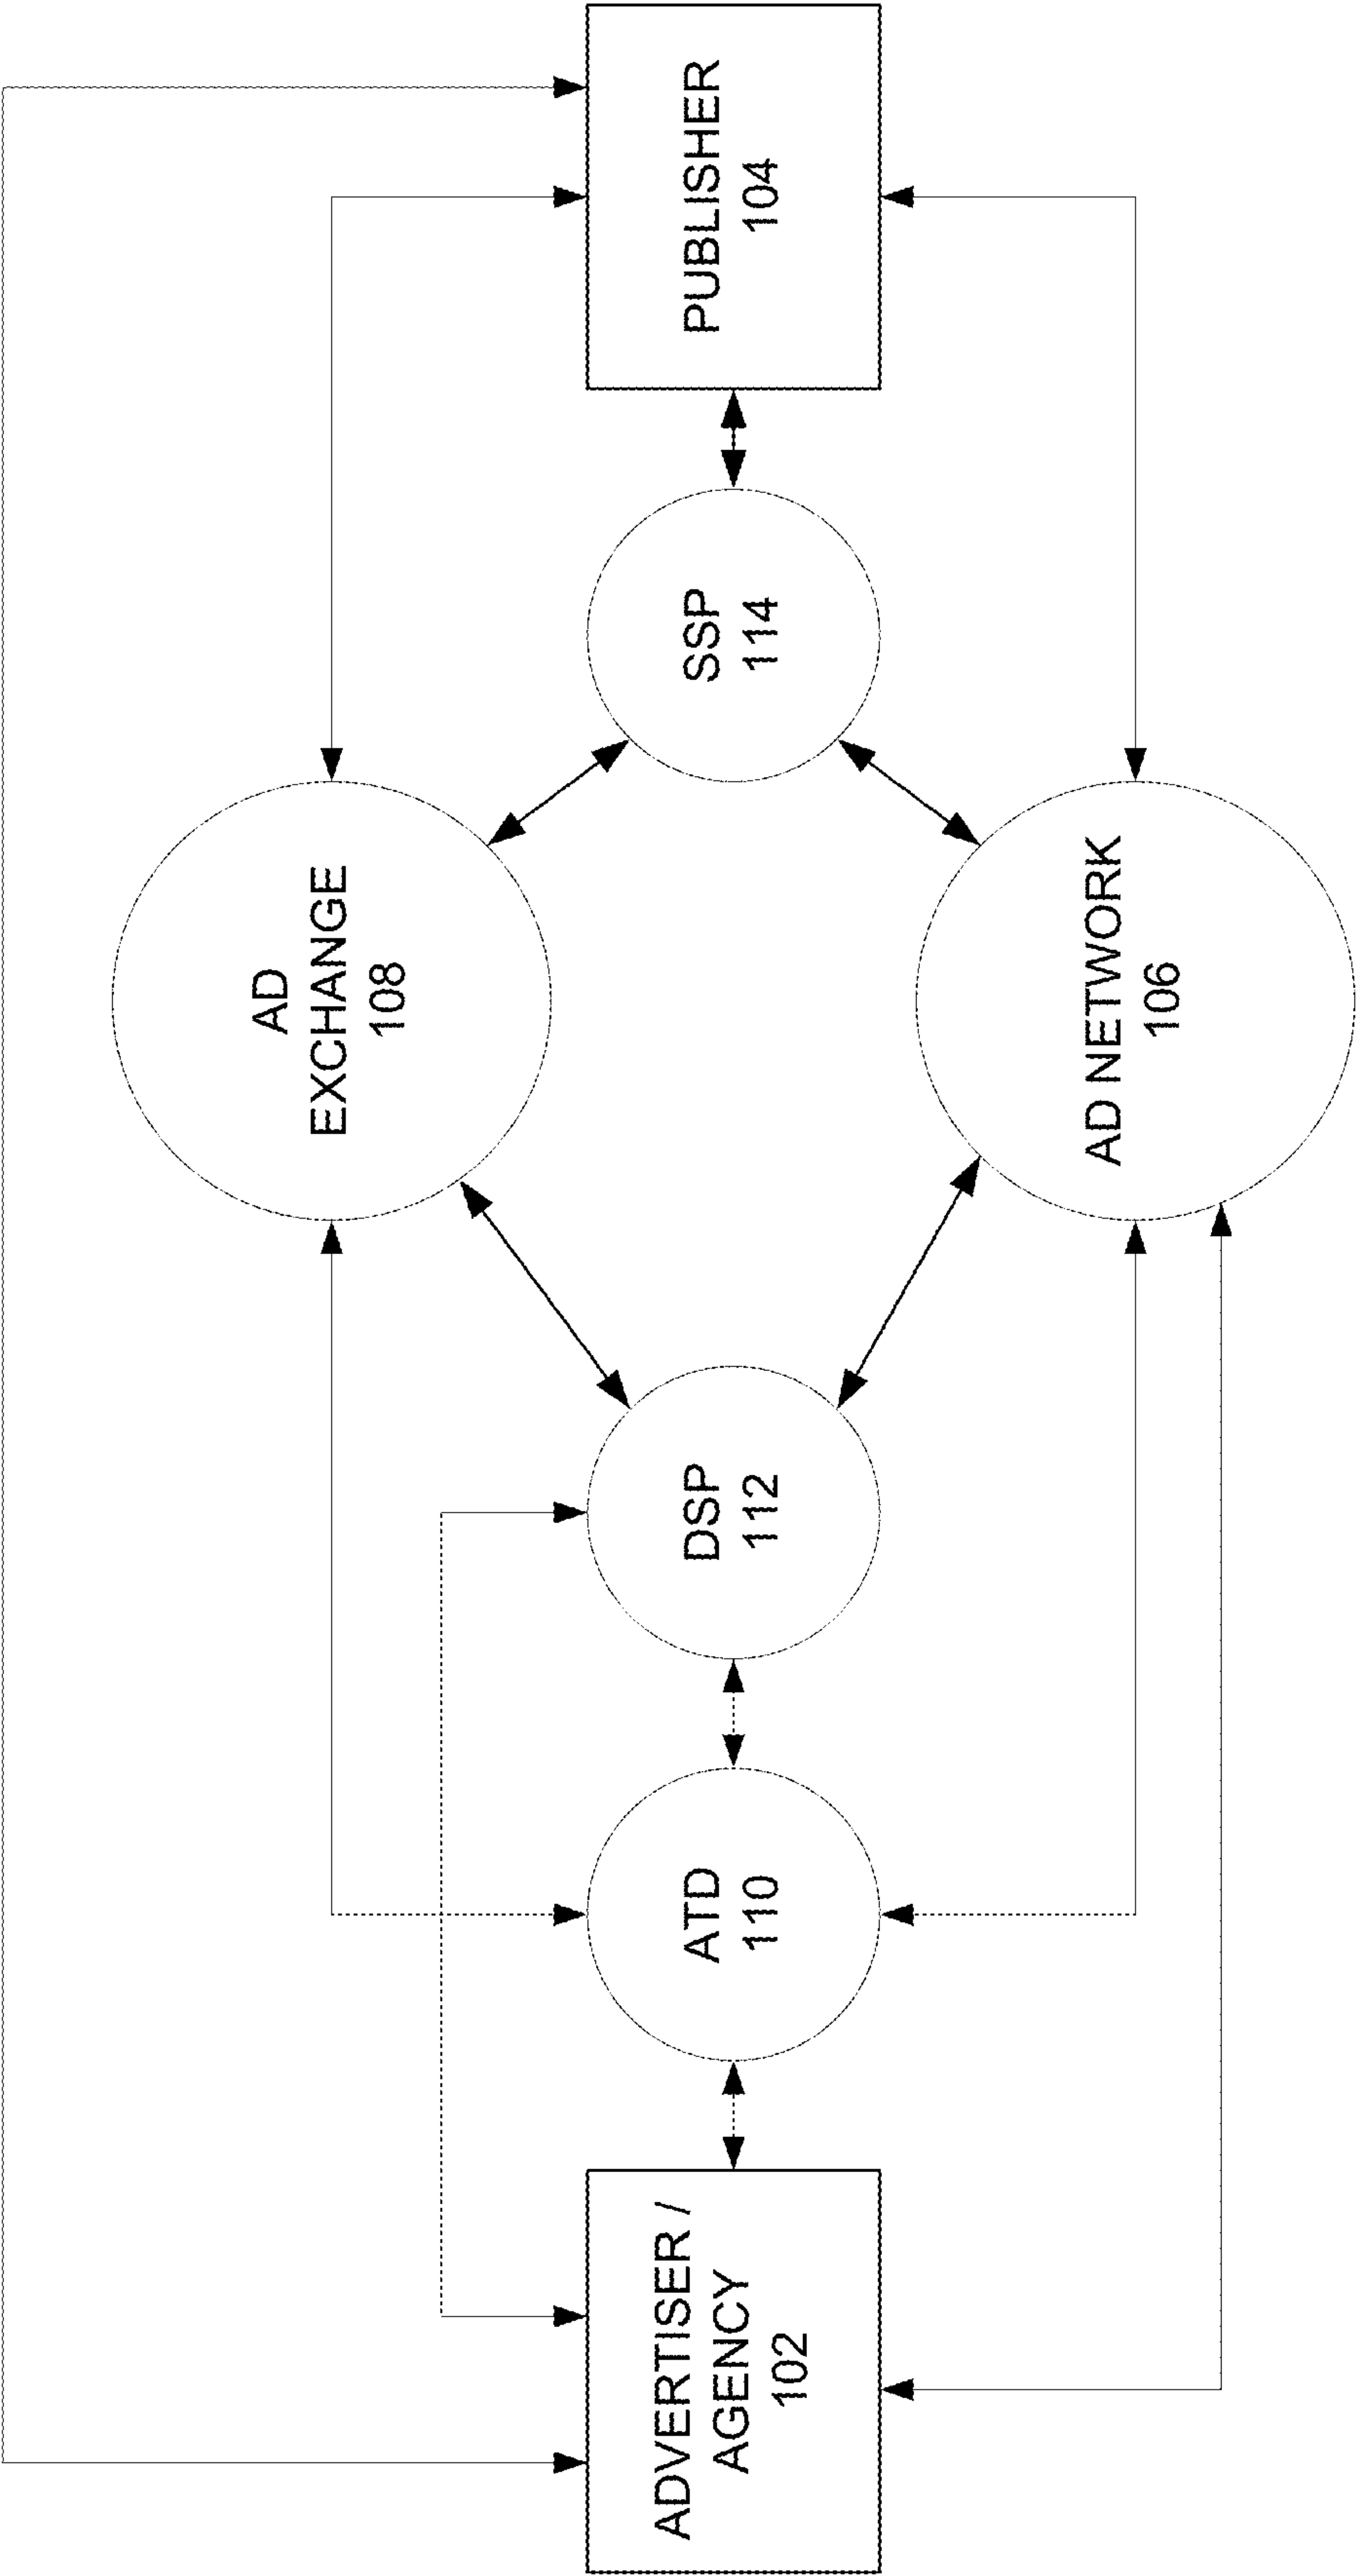 AD
EXCHANGE
108
ADVERTISER /
AGENCY
102
ATD
110
DSP
112
SSP
114
PUBLISHER
104
AD NETWORK
106